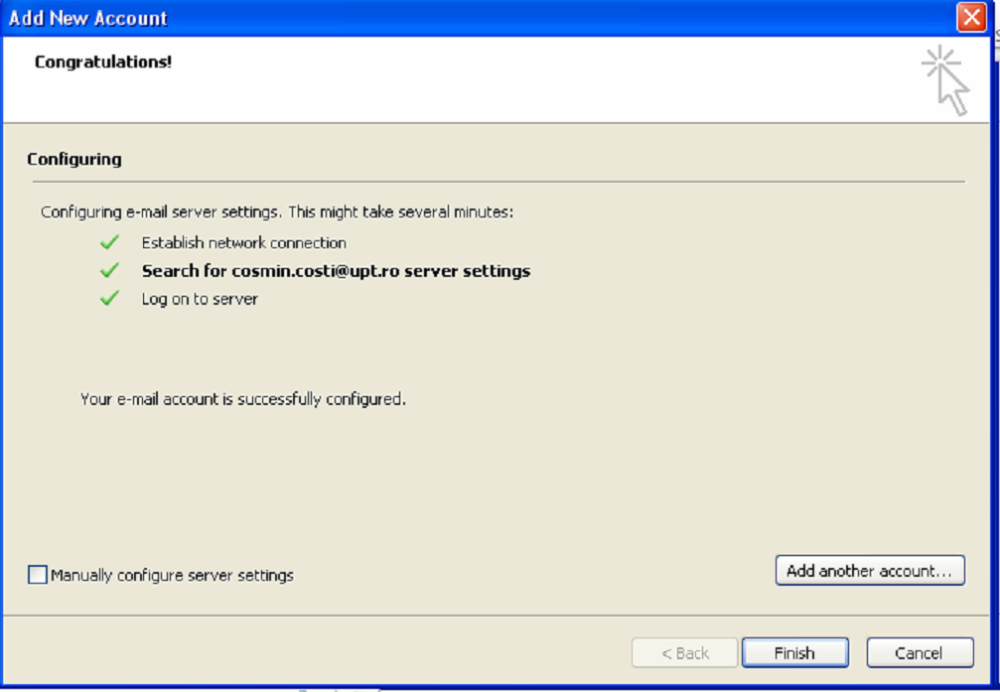 Add New Account
Congratulations!
Configuring
Configuring e-mail server settings. This might take several minutes:
Establish network connection
Search for cosmin.costi@upt.ro server settings
Log on to server
Your e-mail account is successfully configured.
Manually configure server settings
Add another account...
< Back
Finish
Cancel